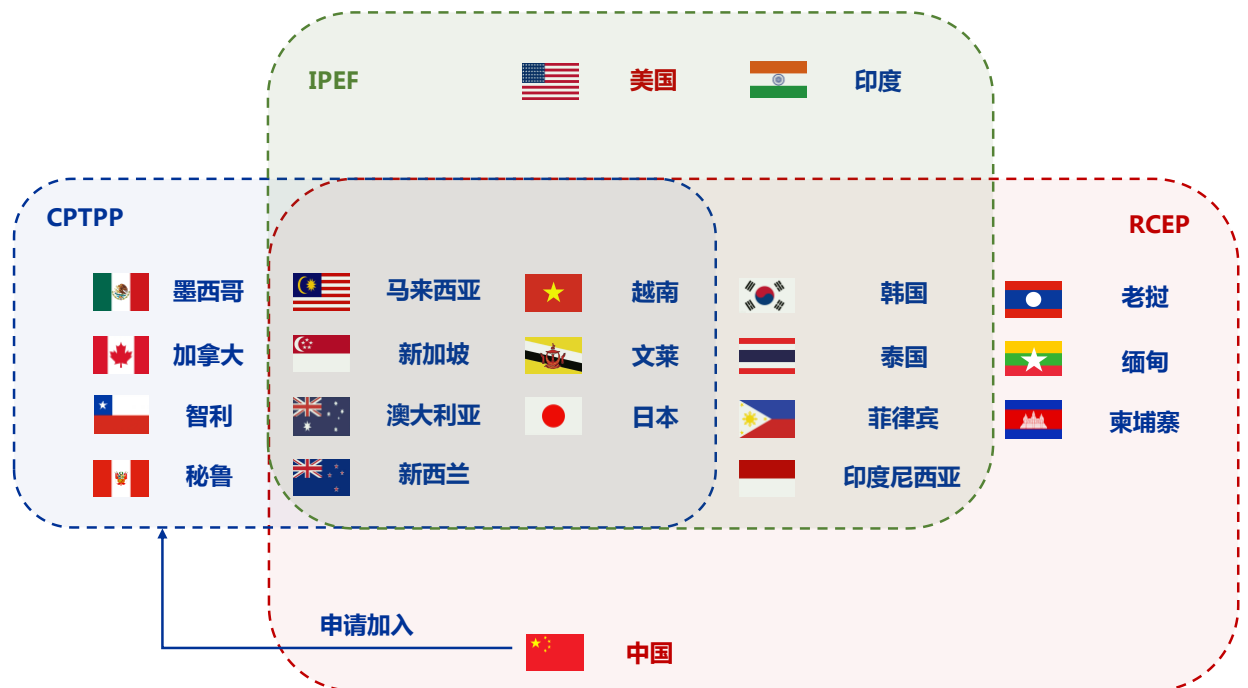 IPEF 美国 印度
CPTPP RCEP
墨西哥 马来西亚 越南 韩国 老挝
加拿大 新加坡 文莱 泰国 缅甸
智利 澳大利亚 日本 菲律宾 柬埔寨
秘鲁 新西兰 印度尼西亚
申请加入
中国